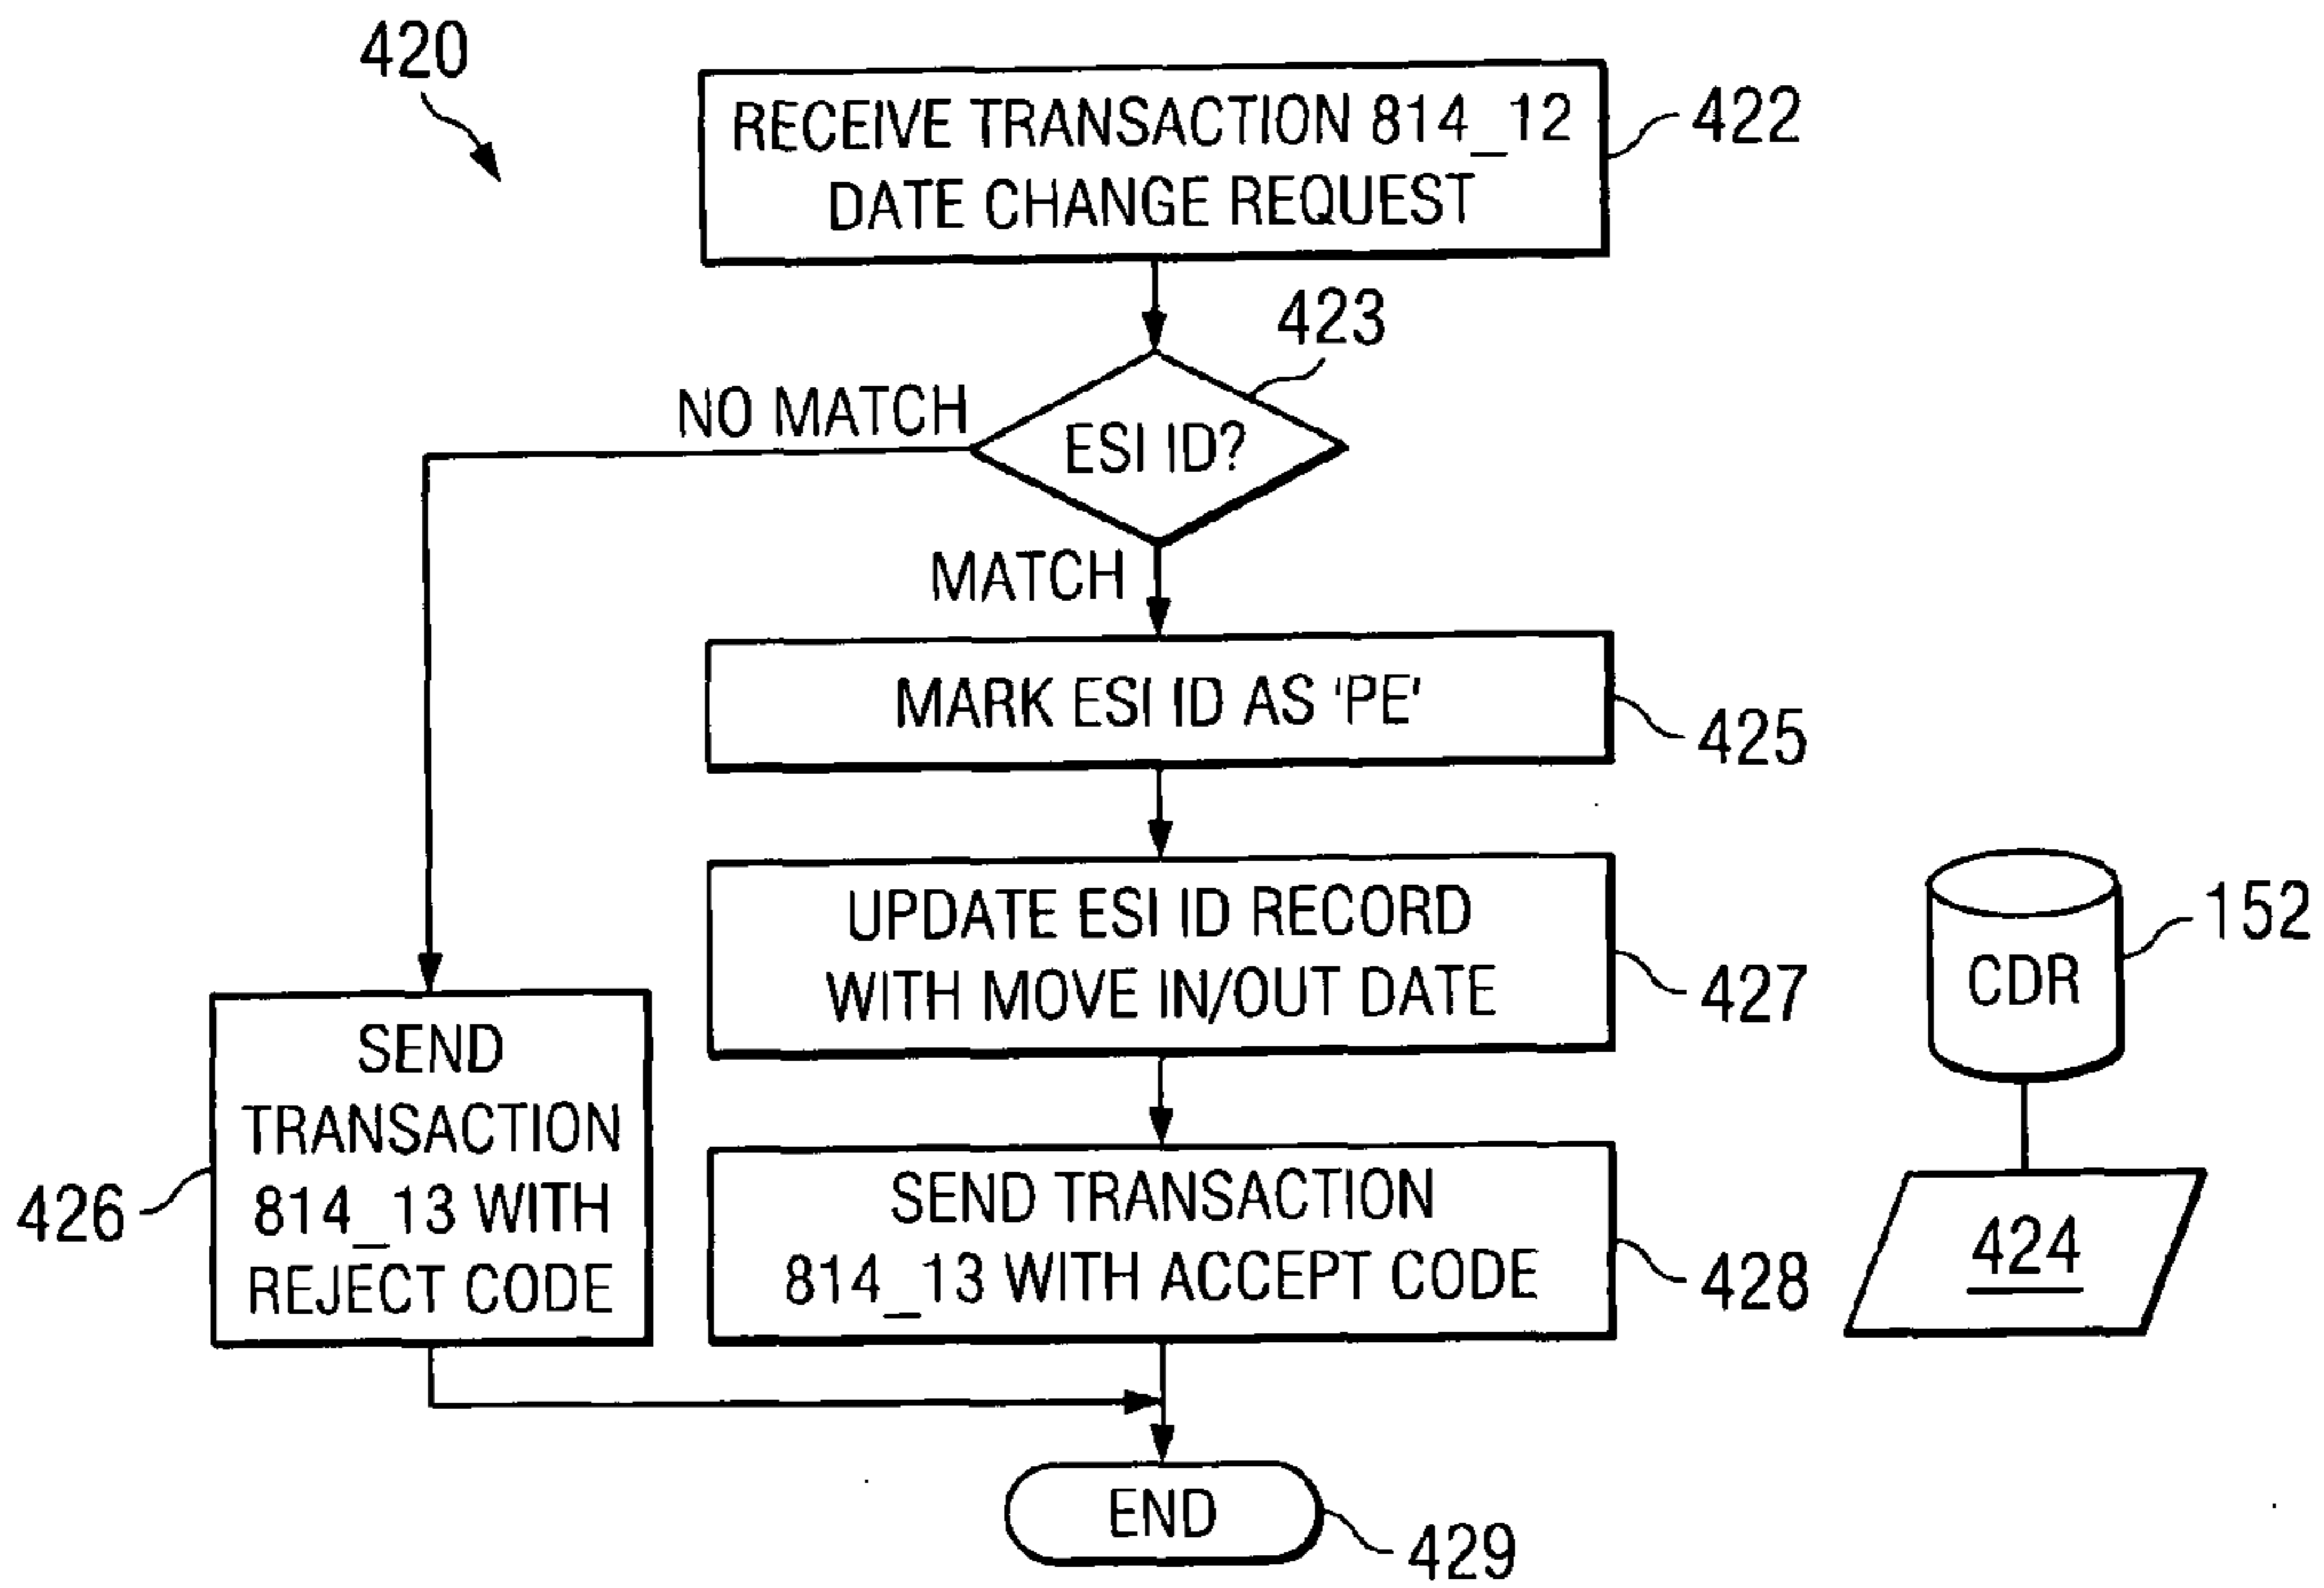 420
RECEIVE TRANSACTION 814_12
DATE CHANGE REQUEST
422
423
NO MATCH
ESI ID?
MATCH
MARK ESI ID AS 'PE'
425
UPDATE ESI ID RECORD
WITH MOVE IN/OUT DATE
427
152
CDR
SEND
TRANSACTION
814_13 WITH
REJECT CODE
426
SEND TRANSACTION
814_13 WITH ACCEPT CODE
428
424
END
429